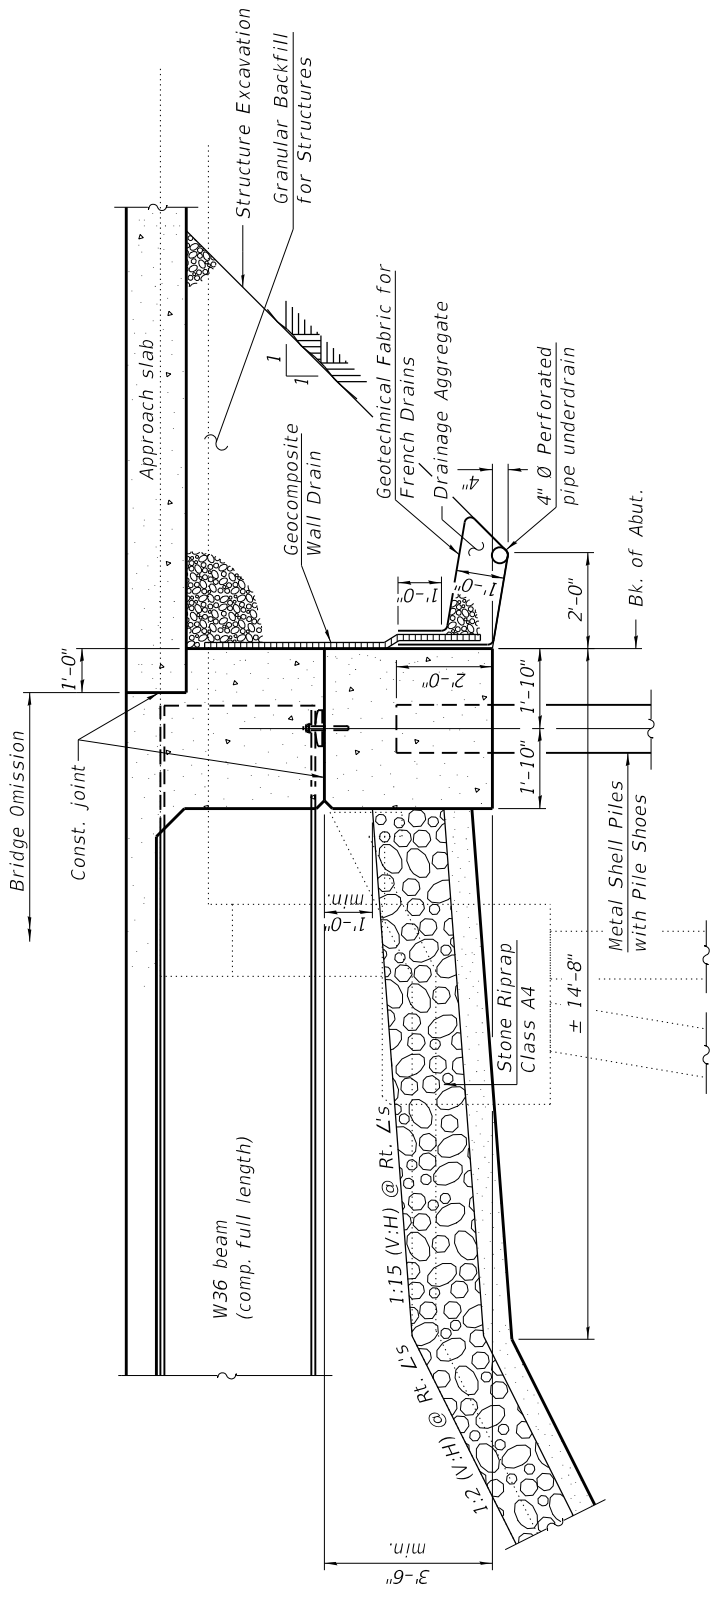 Bridge Omission
Const. joint
1'-0"
Approach slab
Structure Excavation
Granular Backfill
for Structures
1
1
Geocomposite
Wall Drain
Geotechnical Fabric for
French Drains
Drainage Aggregate
4" Ø Perforated
pipe underdrain
4"
1'-0"
1'-0"
2'-0"
2'-0"
Bk. of Abut.
1'-10"
1'-10"
Metal Shell Piles
with Pile Shoes
± 14'-8"
1'-0"
min.
Stone Riprap
Class A4
W36 beam
(comp. full length)
1:15 (V:H) @ Rt. ∠'s
1:2 (V:H) @ Rt. ∠'s
3'-6"
min.